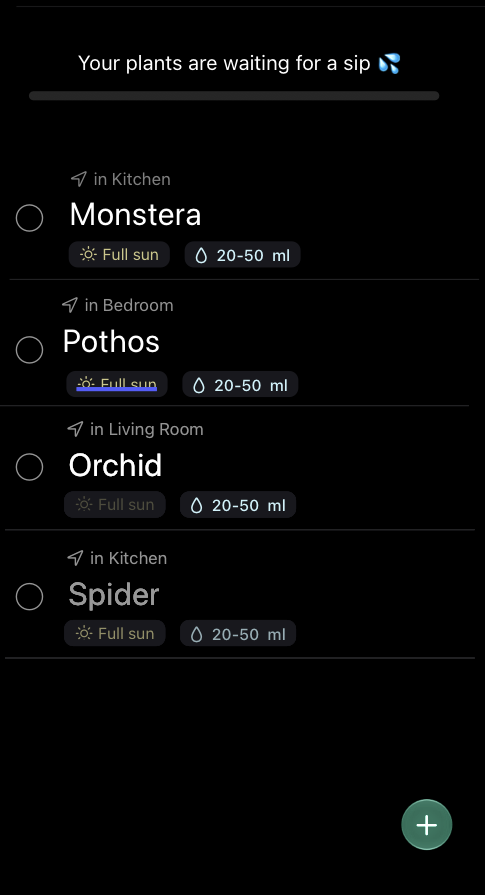 Your plants are waiting for a sip 💦
in Kitchen
Monstera
Full sun 20-50 ml
in Bedroom
Pothos
Full sun 20-50 ml
in Living Room
Orchid
Full sun 20-50 ml
in Kitchen
Spider
Full sun 20-50 ml
+